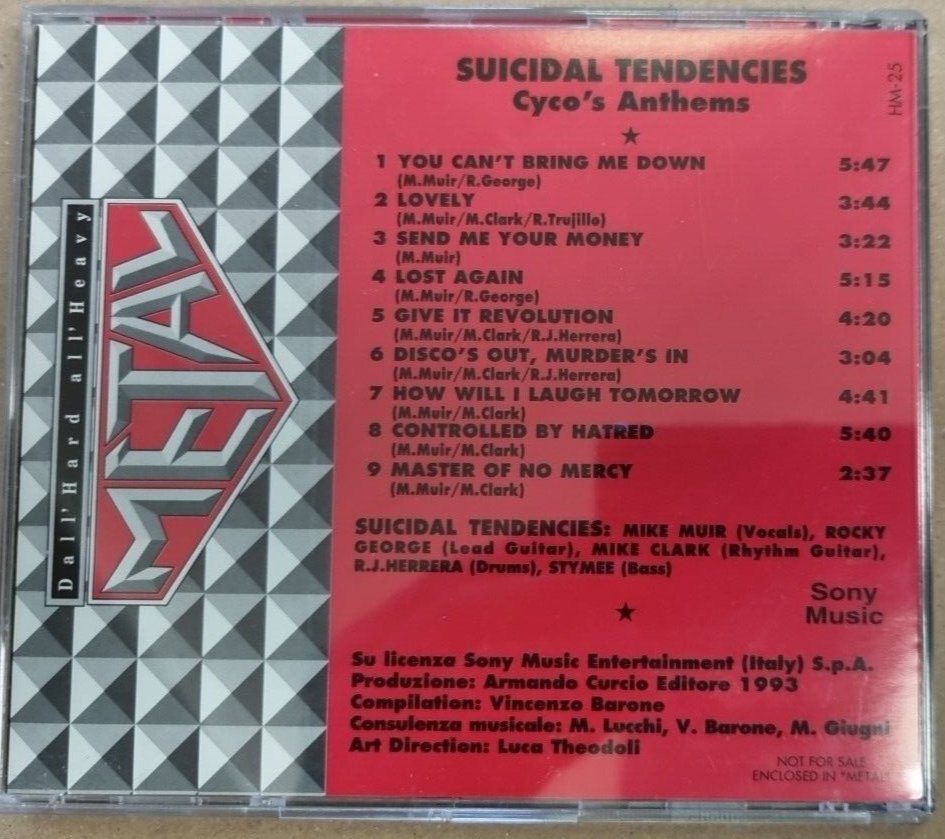 SUICIDAL TENDENCIES
Cyco's Anthems
HM-25
1 YOU CAN'T BRING ME DOWN 5:47
(M.Muir/R.George)
2 LOVELY 3:44
(M.Muir/M.Clark/R.Trujillo)
3 SEND ME YOUR MONEY 3:22
(M.Muir)
4 LOST AGAIN 5:15
(M.Muir/R.George)
5 GIVE IT REVOLUTION 4:20
(M.Muir/M.Clark/R.J.Herrera)
6 DISCO'S OUT, MURDER'S IN 3:04
(M.Muir/M.Clark/R.J.Herrera)
7 HOW WILL I LAUGH TOMORROW 4:41
(M.Muir/M.Clark)
8 CONTROLLED BY HATRED 5:40
(M.Muir/M.Clark)
9 MASTER OF NO MERCY 2:37
(M.Muir/M.Clark)
SUICIDAL TENDENCIES: MIKE MUIR (Vocals), ROCKY
GEORGE (Lead Guitar), MIKE CLARK (Rhythm Guitar),
R.J.HERRERA (Drums), STYMEE (Bass)
Sony
Music
Su licenza Sony Music Entertainment (Italy) S.p.A.
Produzione: Armando Curcio Editore 1993
Compilation: Vincenzo Barone
Consulenza musicale: M. Lucchi, V. Barone, M. Giugni
Art Direction: Luca Theodoli
NOT FOR SALE
ENCLOSED IN "METAL"
Dall'Hard all'Heavy
METAL